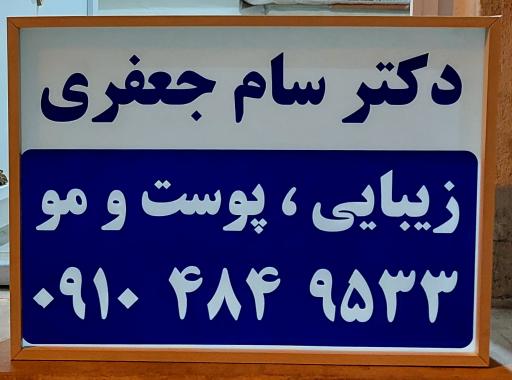 دکتر سام جعفری
زیبایی ، پوست و مو
۰۹۱۰ ۴۸۴ ۹۵۳۳